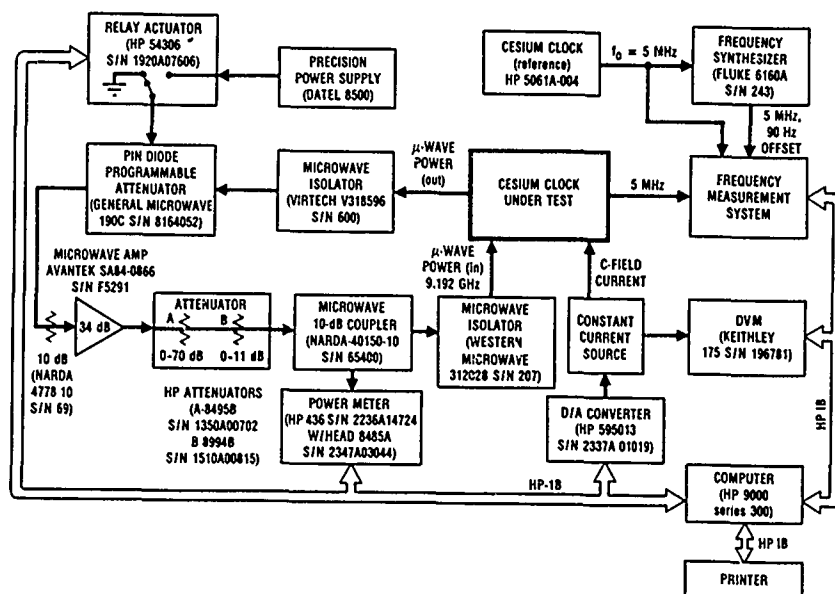 RELAY ACTUATOR
(HP 54306
S/N 1920A07606)
PRECISION
POWER SUPPLY
(DATEL 8500)
CESIUM CLOCK
(reference)
HP 5061A-004
f₀ = 5 MHz
FREQUENCY
SYNTHESIZER
(FLUKE 6160A
S/N 243)
5 MHz,
90 Hz
OFFSET
PIN DIODE
PROGRAMMABLE
ATTENUATOR
(GENERAL MICROWAVE
190C S/N 8164052)
MICROWAVE
ISOLATOR
(VIRTECH V318596
S/N 600)
μ-WAVE
POWER
(out)
CESIUM CLOCK
UNDER TEST
5 MHz
FREQUENCY
MEASUREMENT
SYSTEM
MICROWAVE AMP
AVANTEK SA84-0866
S/N F5291
34 dB
10 dB
(NARDA
4778 10
S/N 69)
ATTENUATOR
A B
0-70 dB 0-11 dB
HP ATTENUATORS
(A-8495B
S/N 1350A00702
B 8994B
S/N 1510A00815)
MICROWAVE
10-dB COUPLER
(NARDA-40150-10
S/N 65400)
POWER METER
(HP 436 S/N 2236A14724
W/HEAD 8485A
S/N 2347A03044)
μ-WAVE
POWER (in)
9.192 GHz
MICROWAVE
ISOLATOR
(WESTERN
MICROWAVE
312C28 S/N 207)
C-FIELD
CURRENT
CONSTANT
CURRENT
SOURCE
DVM
(KEITHLEY
175 S/N 196781)
D/A CONVERTER
(HP 595013
S/N 2337A 01019)
HP-1B
HP IB
COMPUTER
(HP 9000
series 300)
HP IB
PRINTER